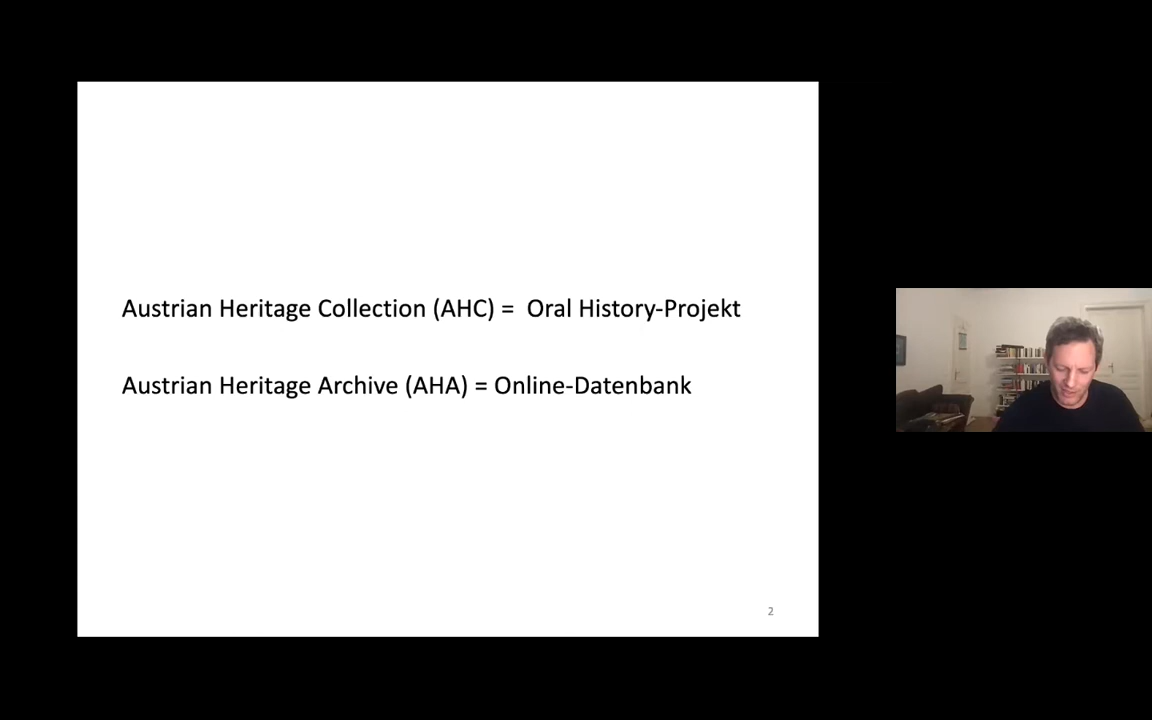 Austrian Heritage Collection (AHC) =  Oral History-Projekt
Austrian Heritage Archive (AHA) = Online-Datenbank
2